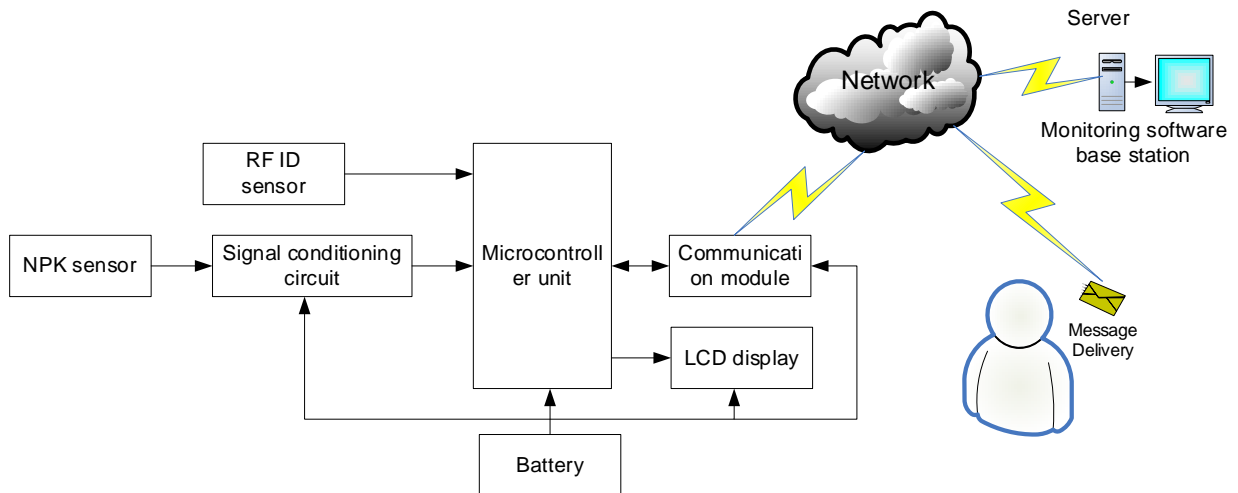 Server
Network
Monitoring software
base station
RF ID
sensor
NPK sensor
Signal conditioning
circuit
Microcontroll
er unit
Communicati
on module
LCD display
Message
Delivery
Battery